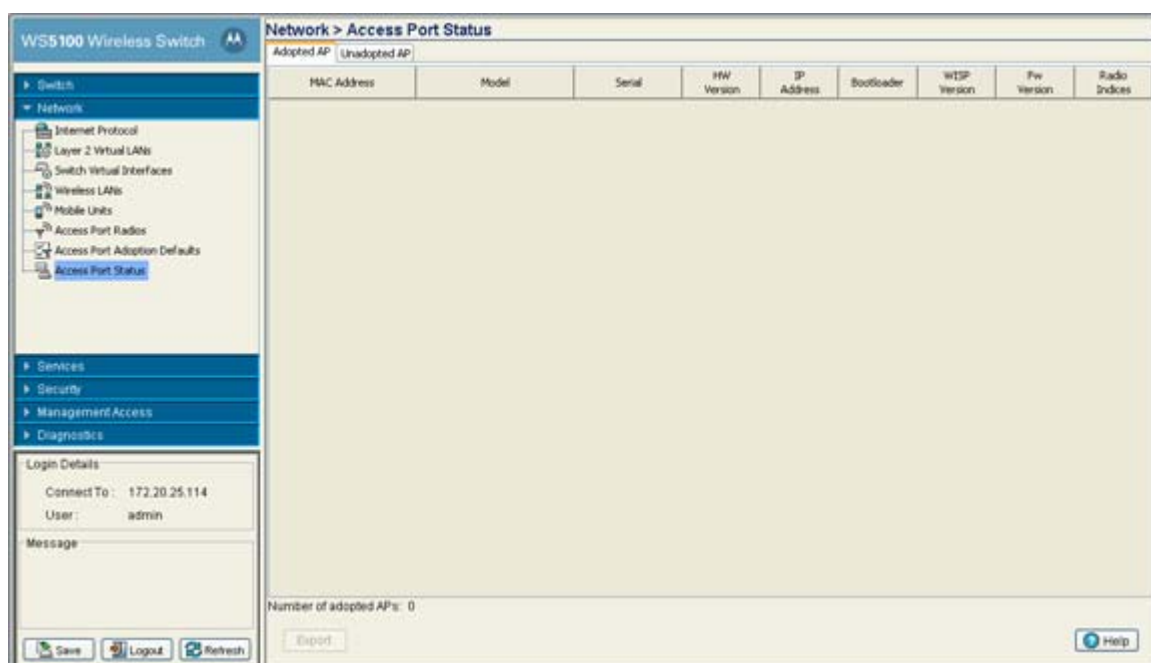 WS5100 Wireless Switch
Switch
Network
Internet Protocol
Layer 2 Virtual LANs
Switch Virtual Interfaces
Wireless LANs
Mobile Units
Access Port Radios
Access Port Adoption Defaults
Access Port Status
Services
Security
Management Access
Diagnostics
Login Details
Connect To : 172.20.25.114
User : admin
Message
Save Logout Refresh
Network > Access Port Status
Adopted AP Unadopted AP
MAC Address Model Serial HW Version IP Address Bootloader WISP Version Fw Version Radio Indices
Number of adopted APs: 0
Export Help